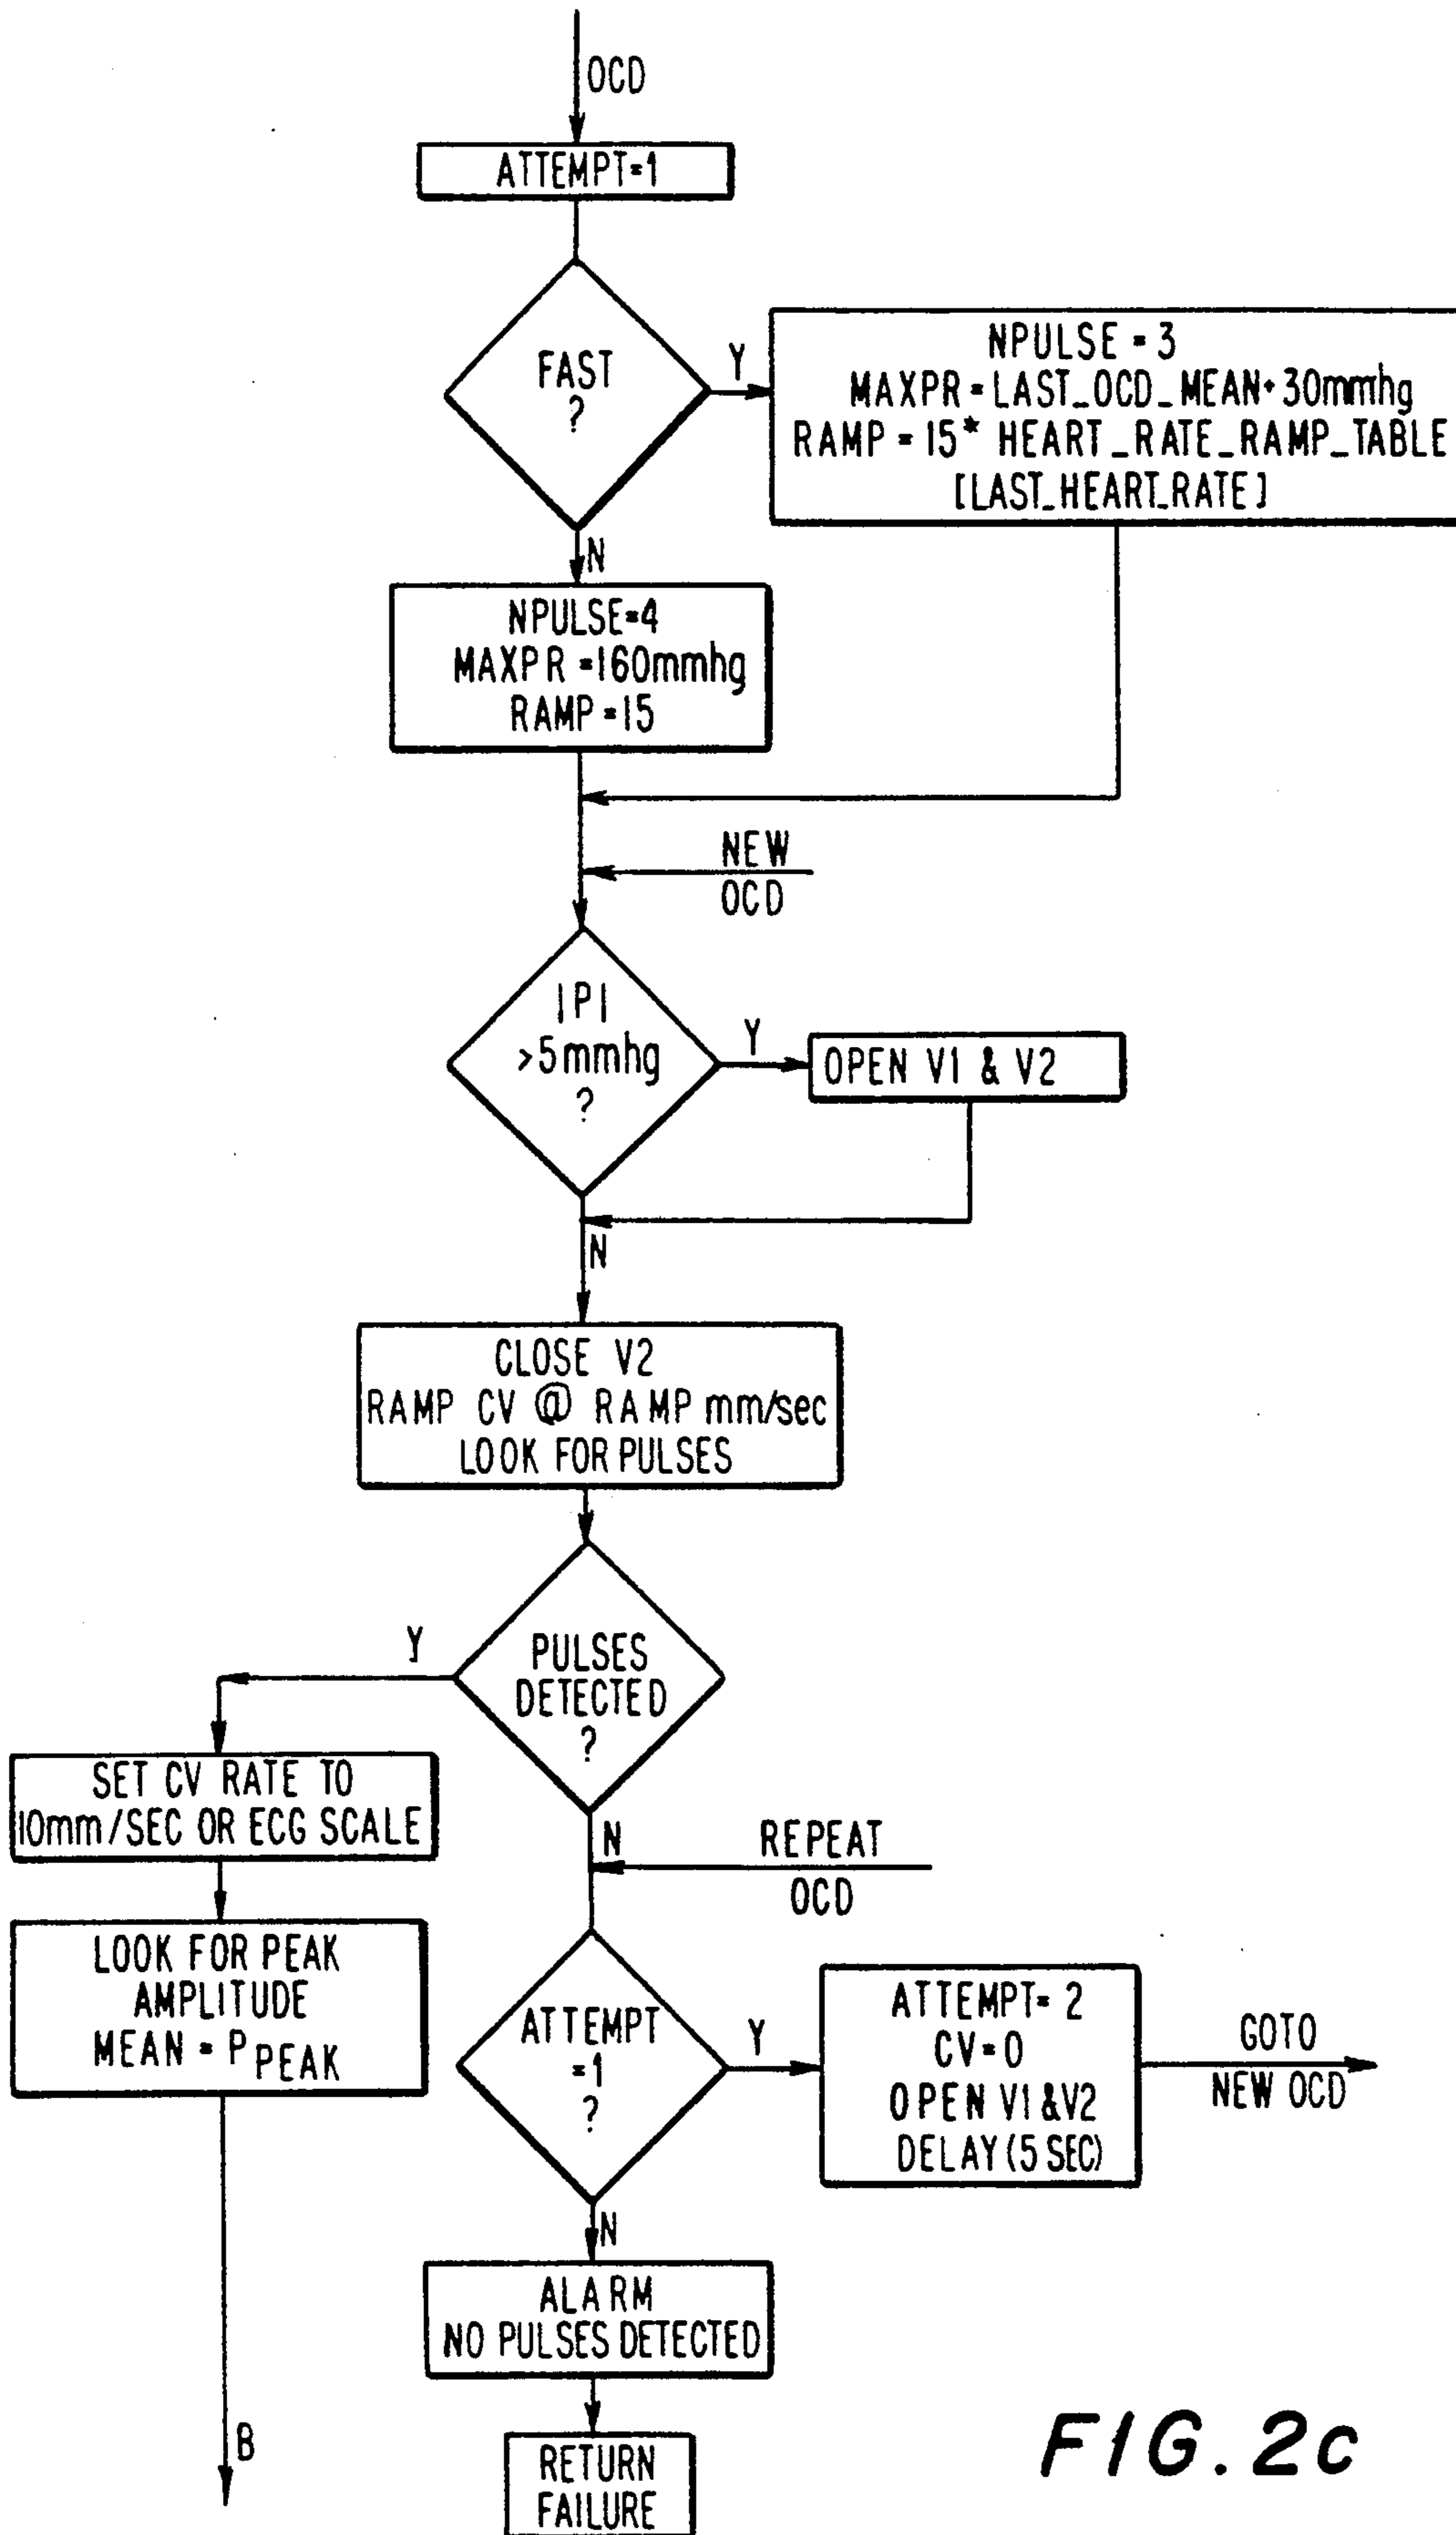 OCD
ATTEMPT=1
FAST
?
Y
NPULSE = 3
MAXPR = LAST_OCD_MEAN+30mmhg
RAMP = 15* HEART_RATE_RAMP_TABLE
[LAST_HEART_RATE]
N
NPULSE=4
MAXPR =160mmhg
RAMP =15
NEW
OCD
|P|
>5mmhg
?
Y
OPEN V1 & V2
N
CLOSE V2
RAMP CV @ RAMP mm/sec
LOOK FOR PULSES
PULSES
DETECTED
?
Y
SET CV RATE TO
10mm/SEC OR ECG SCALE
LOOK FOR PEAK
AMPLITUDE
MEAN = P PEAK
B
N
REPEAT
OCD
ATTEMPT
=1
?
Y
ATTEMPT= 2
CV=0
OPEN V1 &V2
DELAY (5 SEC)
GOTO
NEW OCD
N
ALARM
NO PULSES DETECTED
RETURN
FAILURE
FIG. 2c